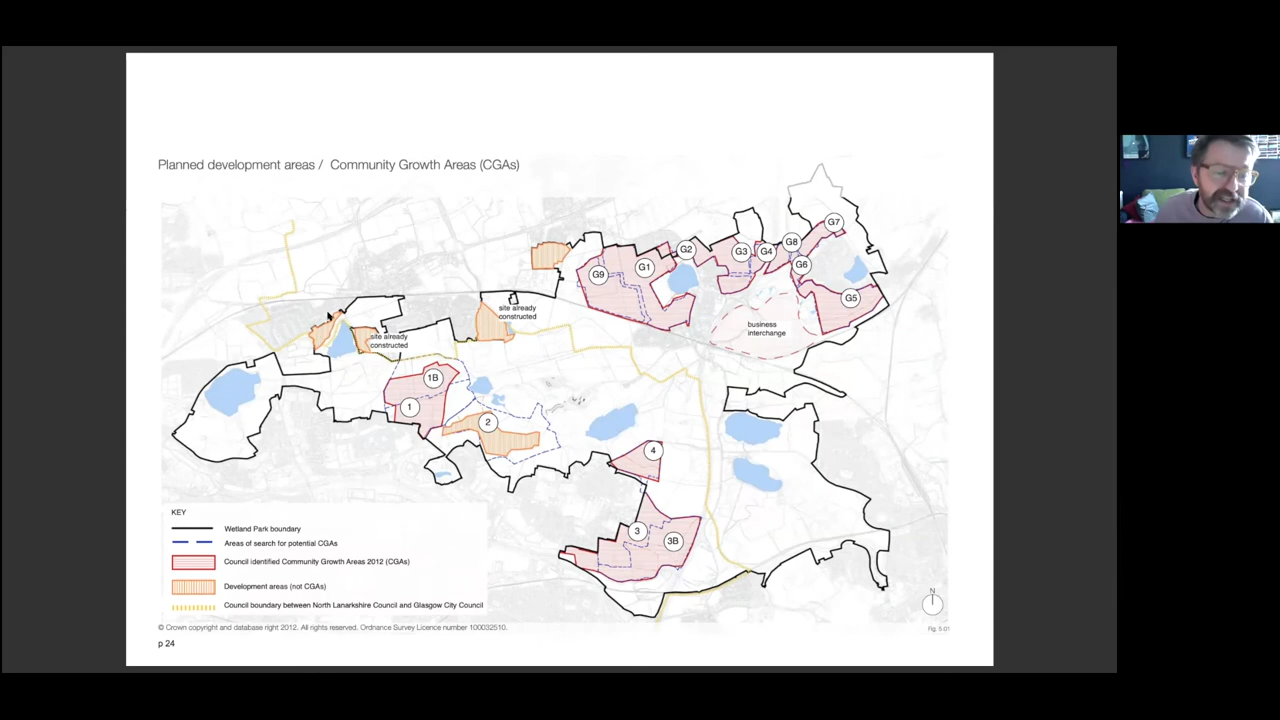 Planned development areas / Community Growth Areas (CGAs)
G7
G2
G3
G4
G8
G9
G1
G6
G5
site already
constructed
business
interchange
site already
constructed
1B
1
2
4
3
3B
KEY
Wetland Park boundary
Areas of search for potential CGAs
Council identified Community Growth Areas 2012 (CGAs)
Development areas (not CGAs)
Council boundary between North Lanarkshire Council and Glasgow City Council
N
© Crown copyright and database right 2012. All rights reserved. Ordnance Survey Licence number 100032510.
Fig. 5.01
p 24